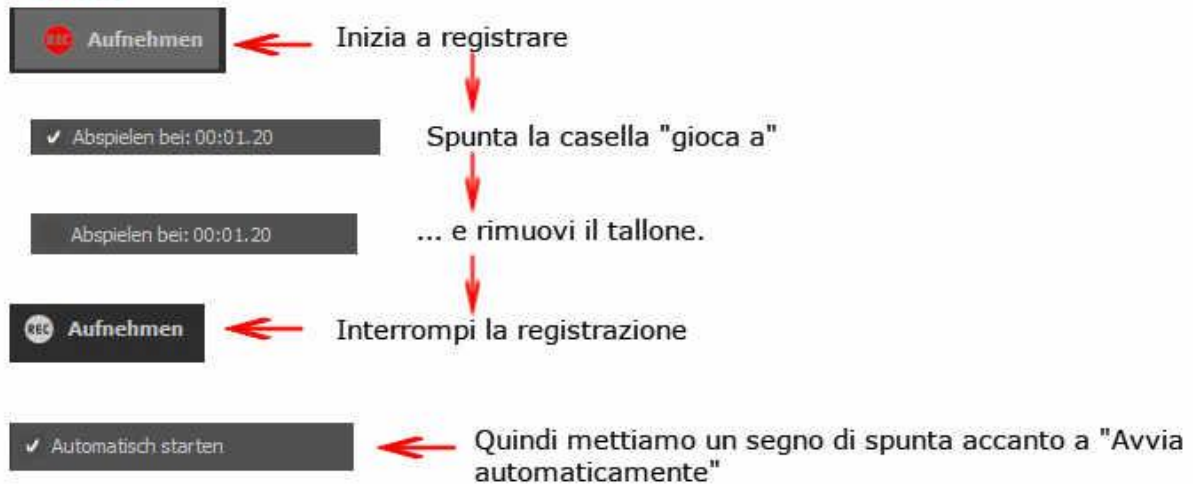 REC Aufnehmen Inizia a registrare
✔ Abspielen bei: 00:01.20 Spunta la casella "gioca a"
Abspielen bei: 00:01.20 ... e rimuovi il tallone.
REC Aufnehmen Interrompi la registrazione
✔ Automatisch starten Quindi mettiamo un segno di spunta accanto a "Avvia
automaticamente"